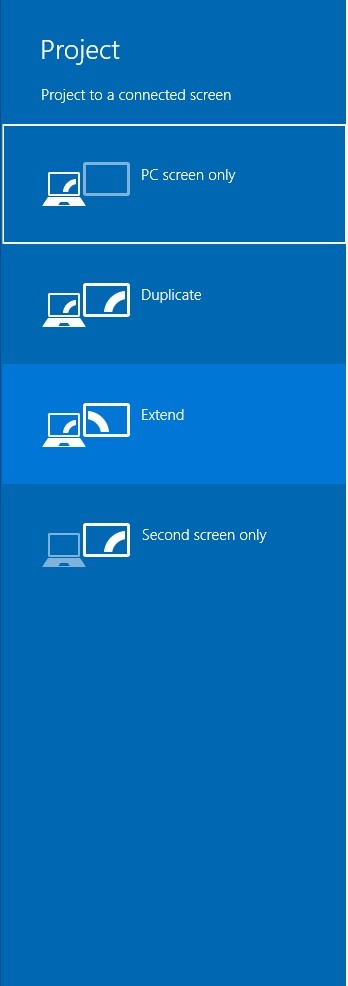 Project
Project to a connected screen
PC screen only
Duplicate
Extend
Second screen only